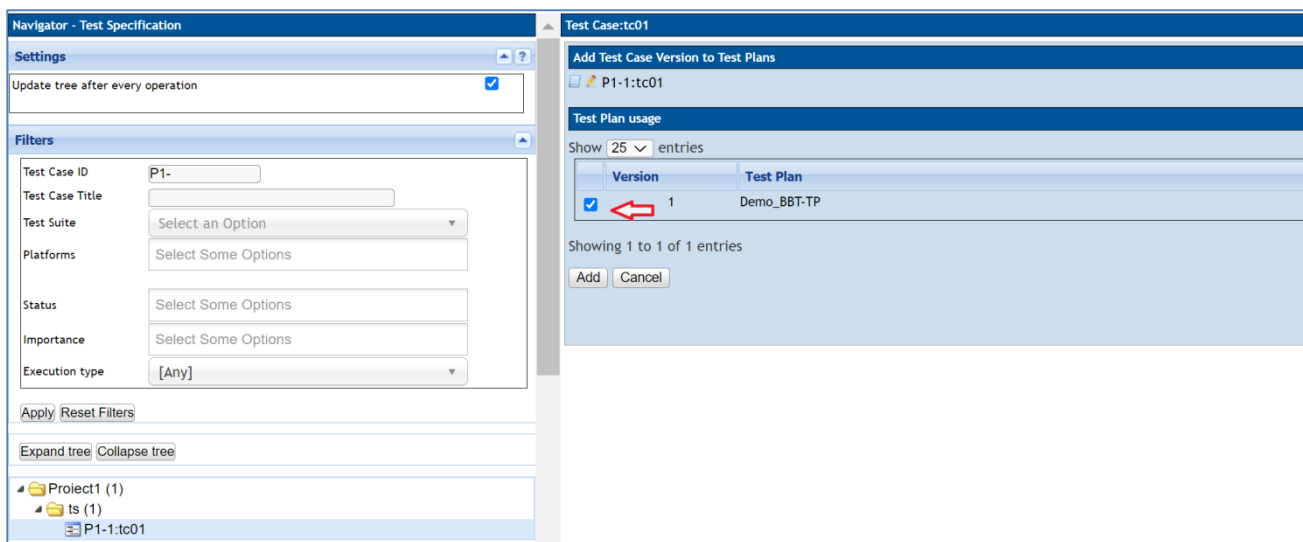 Navigator - Test Specification
Settings
?
Update tree after every operation
Filters
Test Case ID P1-
Test Case Title
Test Suite Select an Option
Platforms Select Some Options
Status Select Some Options
Importance Select Some Options
Execution type [Any]
Apply Reset Filters
Expand tree Collapse tree
Proiect1 (1)
ts (1)
P1-1:tc01
Test Case:tc01
Add Test Case Version to Test Plans
P1-1:tc01
Test Plan usage
Show 25 entries
Version Test Plan
1 Demo_BBT-TP
Showing 1 to 1 of 1 entries
Add Cancel